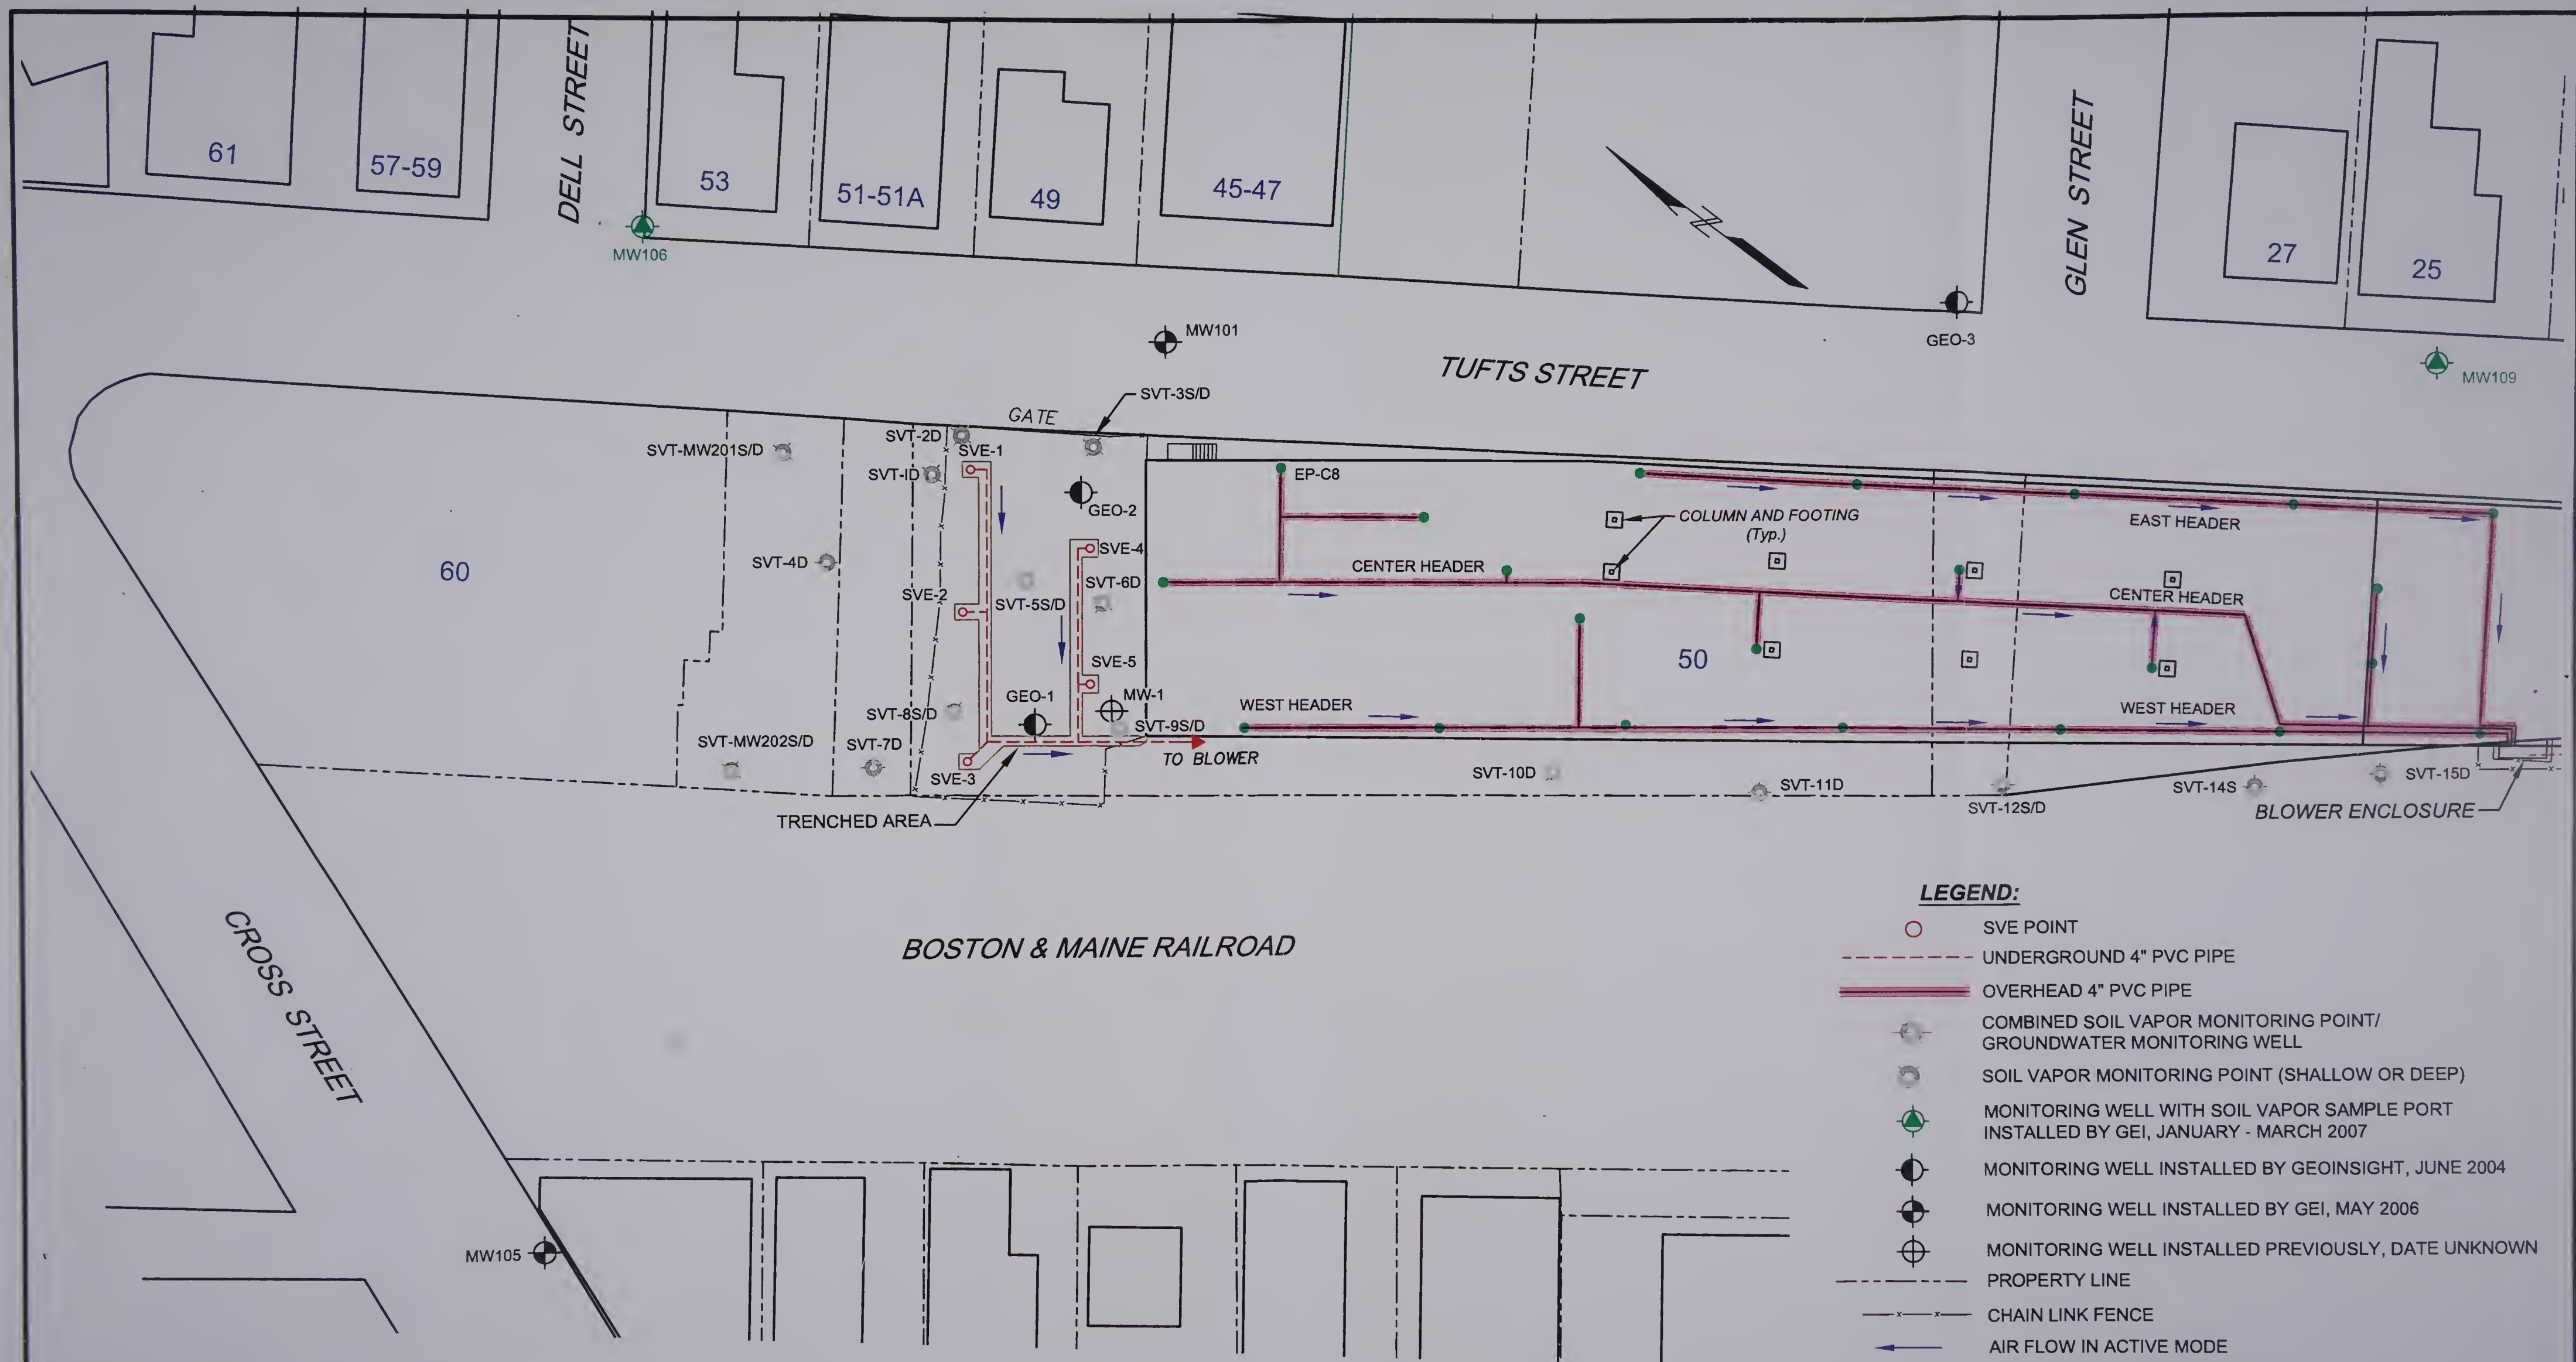 61
57-59
DELL STREET
53
51-51A
49
45-47
GLEN STREET
27
25
N
MW106
MW101
GEO-3
MW109
TUFTS STREET
SVT-3S/D
GATE
SVT-2D
SVT-MW201S/D
SVE-1
SVT-ID
EP-C8
GEO-2
COLUMN AND FOOTING
(Typ.)
EAST HEADER
SVE-4
SVT-4D
CENTER HEADER
60
SVT-6D
SVE-2
SVT-5S/D
CENTER HEADER
50
SVE-5
GEO-1
MW-1
WEST HEADER
WEST HEADER
SVT-8S/D
SVT-9S/D
SVT-MW202S/D
SVT-7D
TO BLOWER
SVE-3
SVT-10D
SVT-11D
SVT-12S/D
SVT-14S
SVT-15D
TRENCHED AREA
BLOWER ENCLOSURE
CROSS STREET
BOSTON & MAINE RAILROAD
MW105
LEGEND:
SVE POINT
UNDERGROUND 4" PVC PIPE
OVERHEAD 4" PVC PIPE
COMBINED SOIL VAPOR MONITORING POINT/
GROUNDWATER MONITORING WELL
SOIL VAPOR MONITORING POINT (SHALLOW OR DEEP)
MONITORING WELL WITH SOIL VAPOR SAMPLE PORT
INSTALLED BY GEI, JANUARY - MARCH 2007
MONITORING WELL INSTALLED BY GEOINSIGHT, JUNE 2004
MONITORING WELL INSTALLED BY GEI, MAY 2006
MONITORING WELL INSTALLED PREVIOUSLY, DATE UNKNOWN
PROPERTY LINE
CHAIN LINK FENCE
AIR FLOW IN ACTIVE MODE